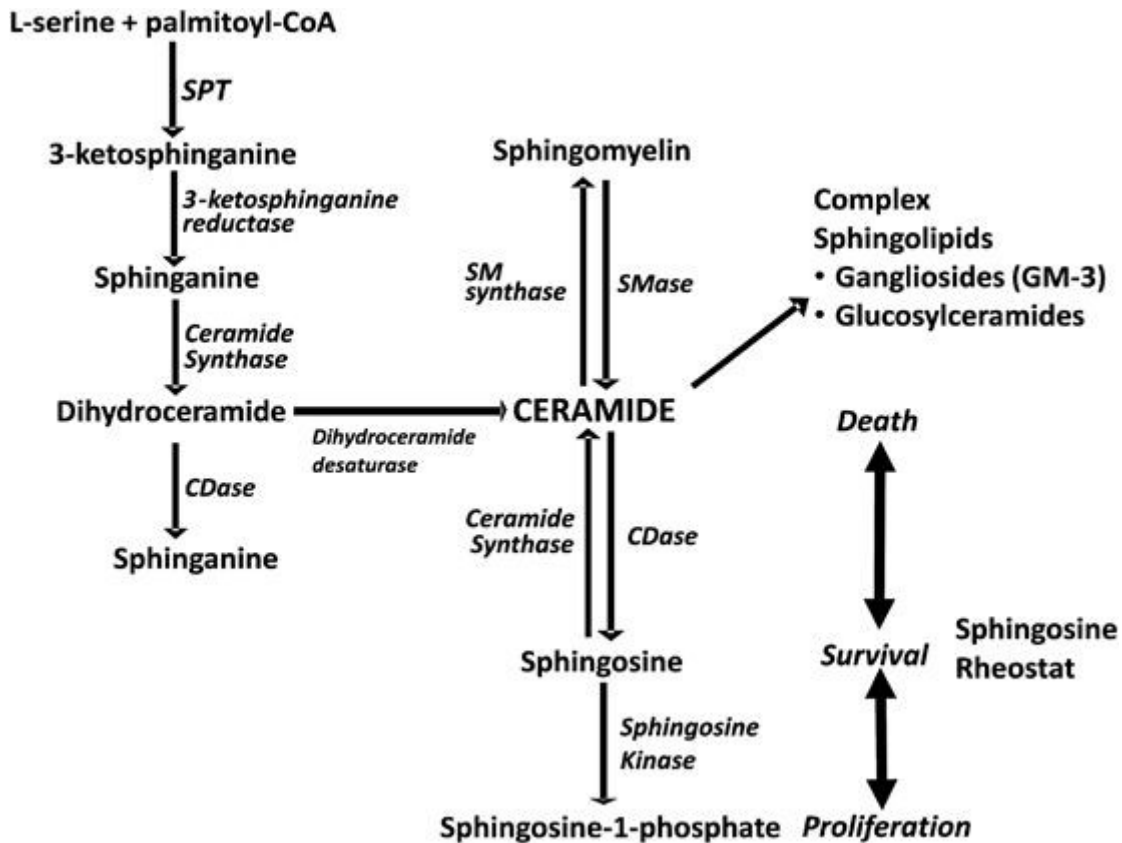 L-serine + palmitoyl-CoA
SPT
3-ketosphinganine
3-ketosphinganine
reductase
Sphinganine
Ceramide
Synthase
Dihydroceramide
CDase
Sphinganine
Dihydroceramide
desaturase
Sphingomyelin
SM
synthase
SMase
CERAMIDE
Ceramide
Synthase
CDase
Sphingosine
Sphingosine
Kinase
Sphingosine-1-phosphate
Complex
Sphingolipids
• Gangliosides (GM-3)
• Glucosylceramides
Death
Survival
Proliferation
Sphingosine
Rheostat